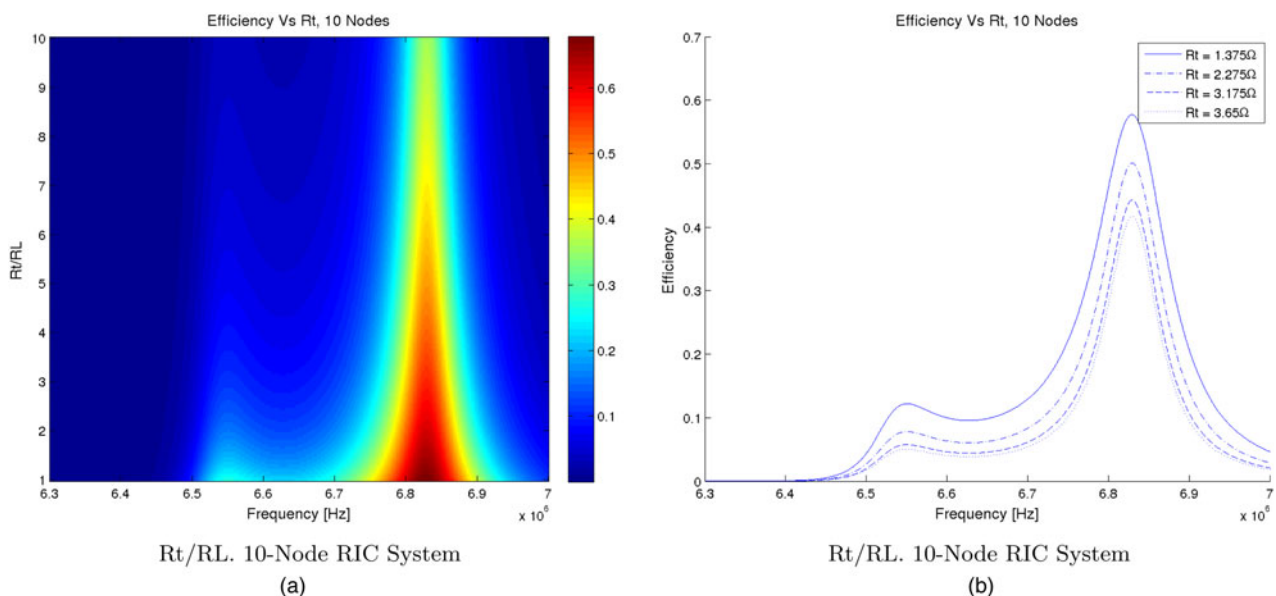 Efficiency Vs Rt, 10 Nodes
10
9
8
7
6
5
4
3
2
1
Rt/RL
6.3
6.4
6.5
6.6
6.7
6.8
6.9
7
x 10⁶
Frequency [Hz]
0.6
0.5
0.4
0.3
0.2
0.1
Rt/RL. 10-Node RIC System
(a)
Efficiency Vs Rt, 10 Nodes
0.7
0.6
0.5
0.4
0.3
0.2
0.1
0
Efficiency
Rt = 1.375Ω
Rt = 2.275Ω
Rt = 3.175Ω
Rt = 3.65Ω
6.3
6.4
6.5
6.6
6.7
6.8
6.9
7
x 10⁶
Frequency [Hz]
Rt/RL. 10-Node RIC System
(b)